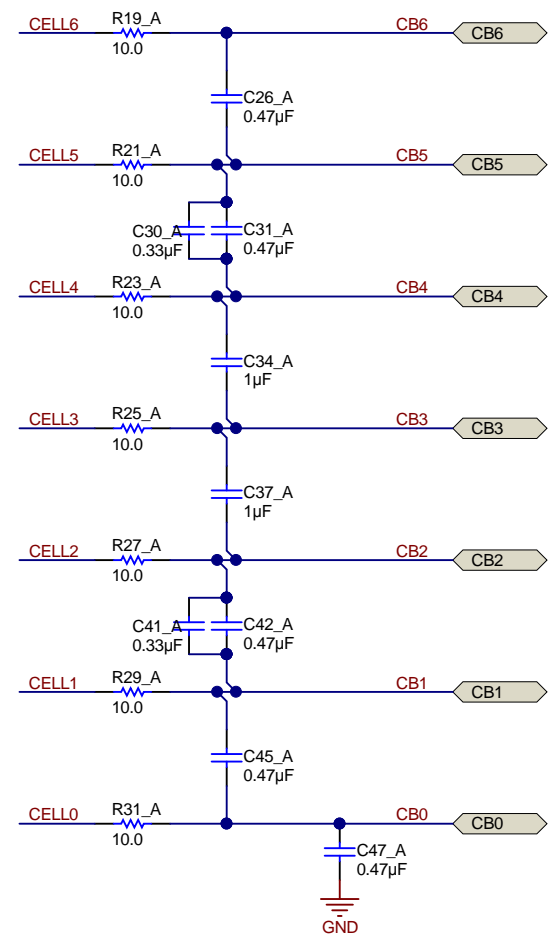 CELL6
R19_A
10.0
CB6
CB6
C26_A
0.47µF
CELL5
R21_A
10.0
CB5
CB5
C30_A
0.33µF
C31_A
0.47µF
CELL4
R23_A
10.0
CB4
CB4
C34_A
1µF
CELL3
R25_A
10.0
CB3
CB3
C37_A
1µF
CELL2
R27_A
10.0
CB2
CB2
C41_A
0.33µF
C42_A
0.47µF
CELL1
R29_A
10.0
CB1
CB1
C45_A
0.47µF
CELL0
R31_A
10.0
CB0
CB0
C47_A
0.47µF
GND